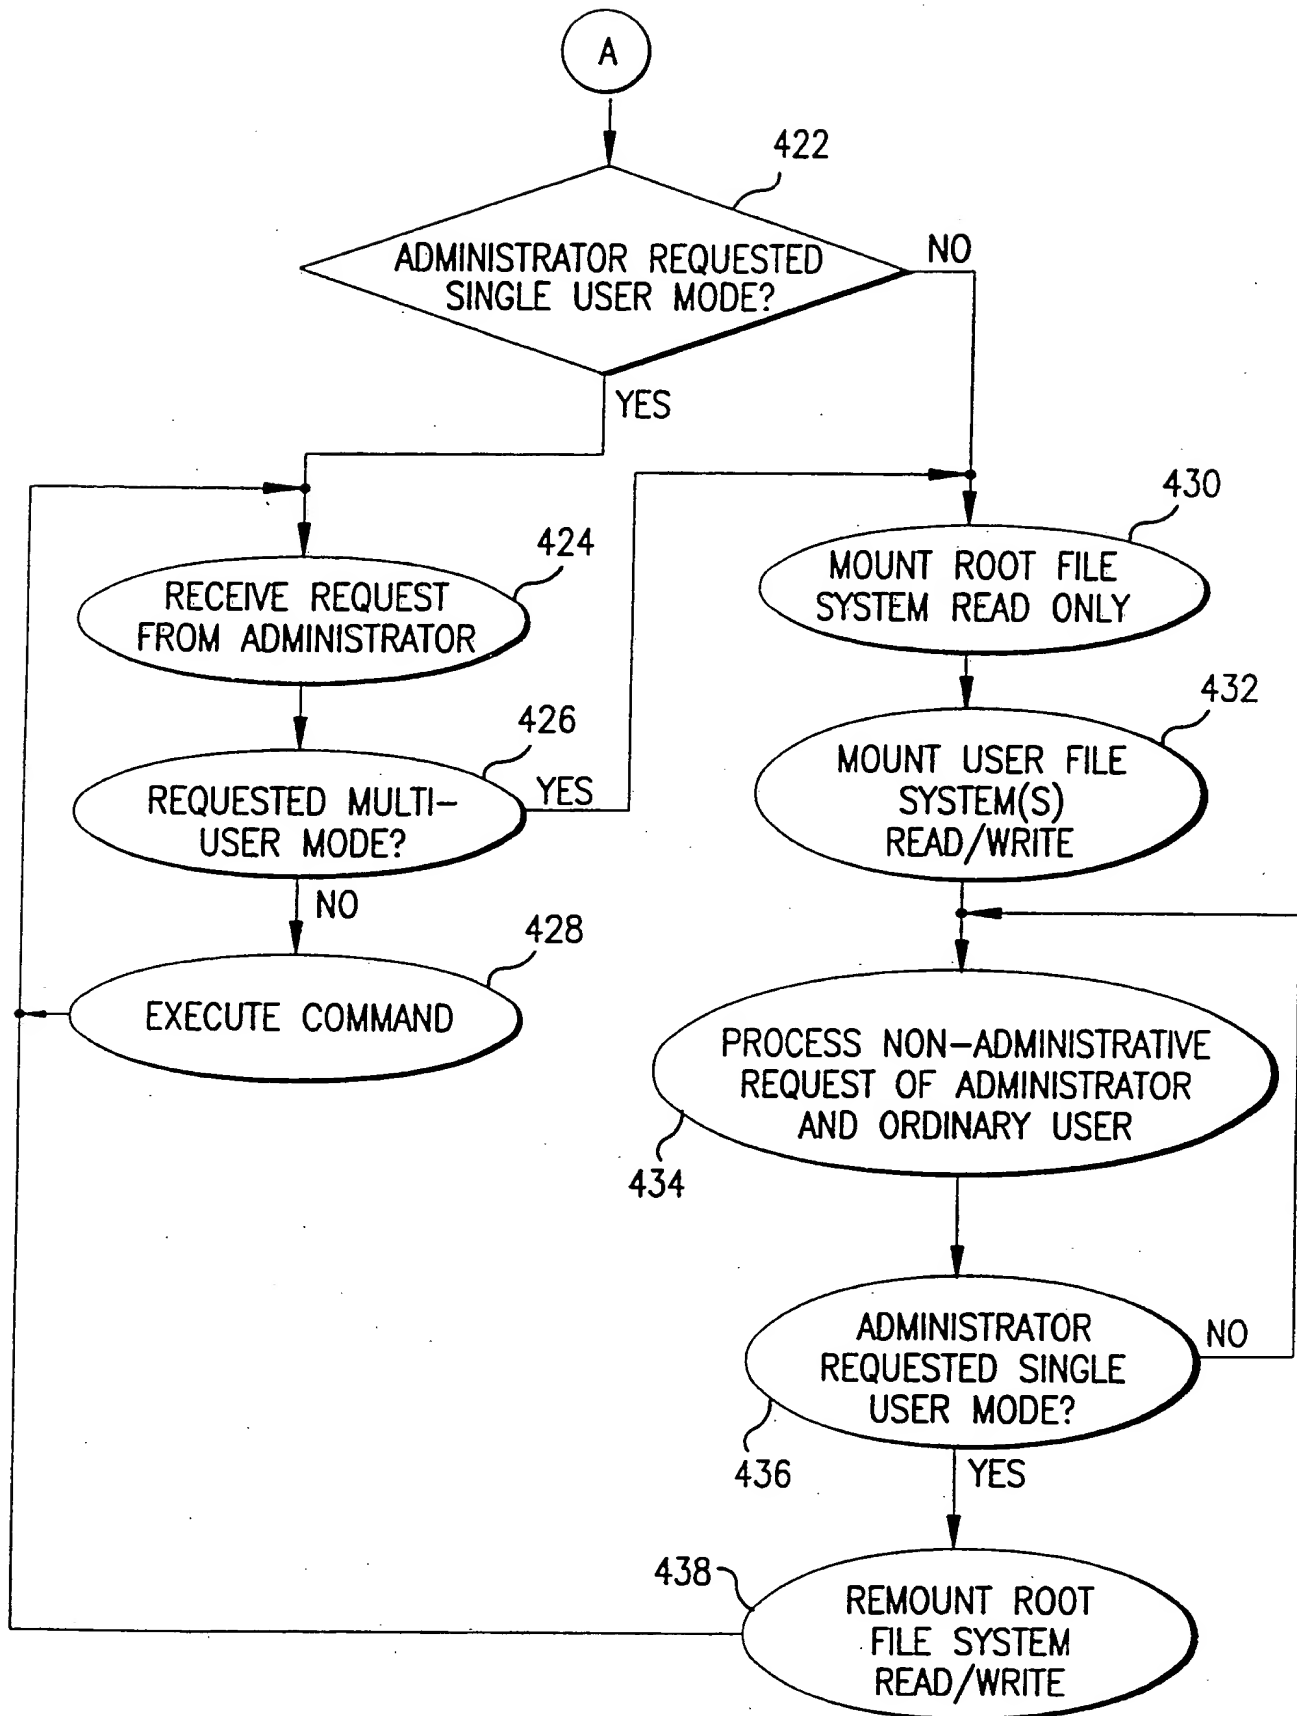 A
422
ADMINISTRATOR REQUESTED
SINGLE USER MODE?
NO
YES
424
RECEIVE REQUEST
FROM ADMINISTRATOR
426
REQUESTED MULTI-
USER MODE?
YES
NO
428
EXECUTE COMMAND
430
MOUNT ROOT FILE
SYSTEM READ ONLY
432
MOUNT USER FILE
SYSTEM(S)
READ/WRITE
PROCESS NON-ADMINISTRATIVE
REQUEST OF ADMINISTRATOR
AND ORDINARY USER
434
ADMINISTRATOR
REQUESTED SINGLE
USER MODE?
NO
436
YES
438
REMOUNT ROOT
FILE SYSTEM
READ/WRITE